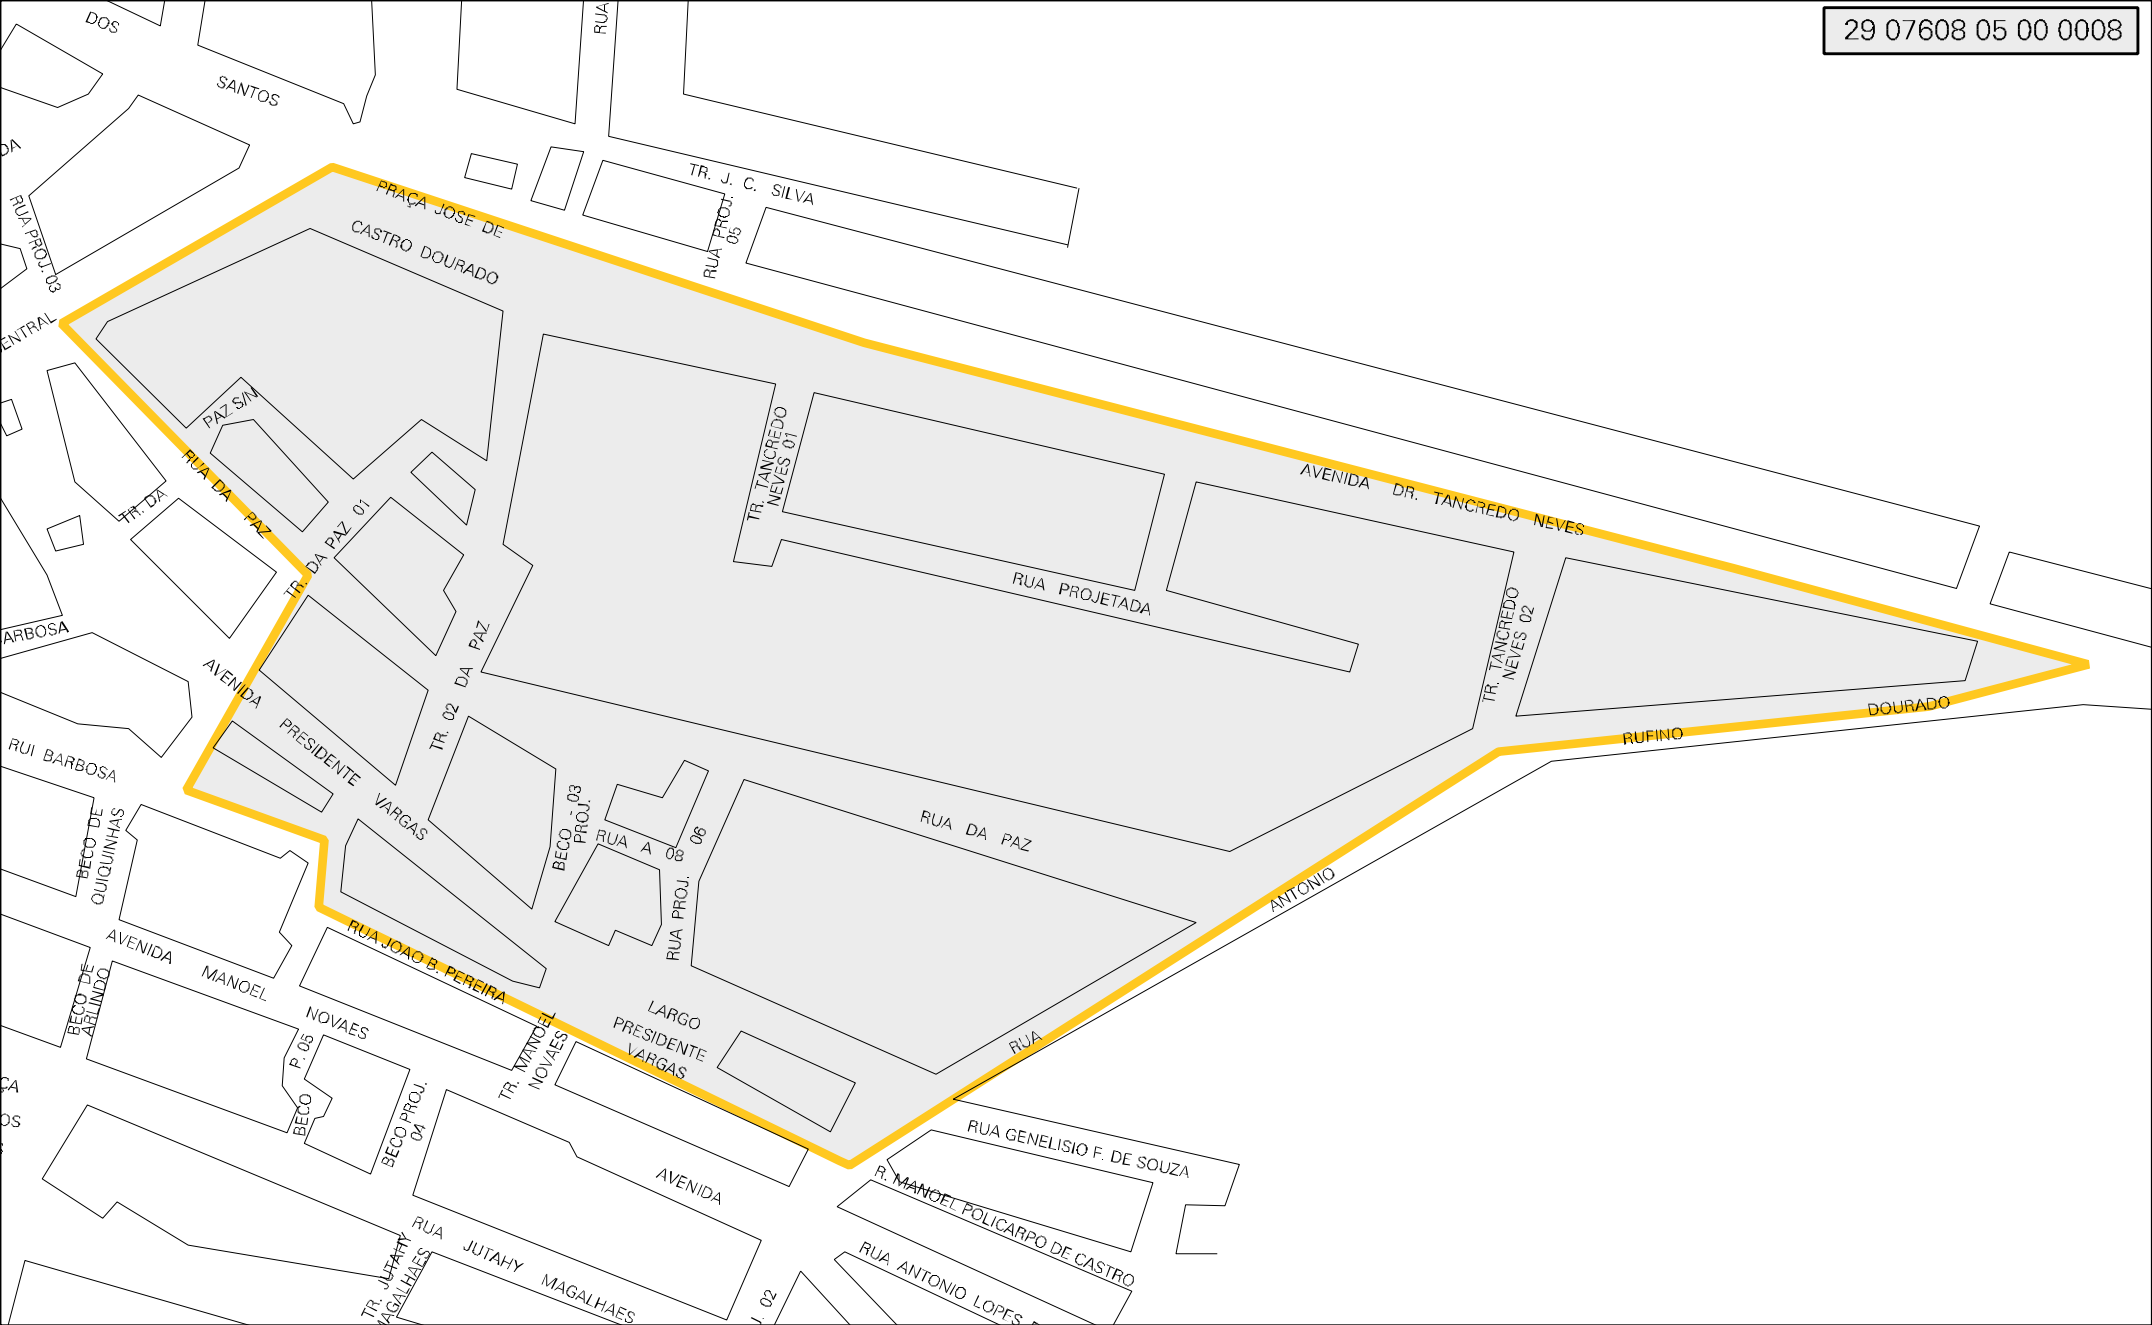 29 07608 05 00 0008
DOS
SANTOS
RUA
DA
RUA PROJ. 03
ENTRAL
PRAÇA JOSE DE
CASTRO DOURADO
TR. J. C. SILVA
RUA PROJ.
05
PAZ S/N
RUA DA PAZ
TR. DA
TR. DA PAZ 01
TR. TANCREDO
NEVES 01
AVENIDA DR. TANCREDO NEVES
RUA PROJETADA
TR. TANCREDO
NEVES 02
ARBOSA
AVENIDA PRESIDENTE VARGAS
TR. 02 DA PAZ
RUI BARBOSA
BECO DE
QUIQUINHAS
BECO - 03
PROJ.
RUA A 08
RUA PROJ. 06
RUA DA PAZ
RUA ANTONIO RUFINO DOURADO
AVENIDA MANOEL NOVAES
RUA JOAO B. PEREIRA
BECO DE
ARLINDO
LARGO
PRESIDENTE
VARGAS
TR. MANOEL
NOVAES
BECO P. 05
BECO PROJ.
04
ÇA
OS
AVENIDA
RUA GENELISIO F. DE SOUZA
R. MANOEL POLICARPO DE CASTRO
RUA ANTONIO LOPES
RUA JUTAHY MAGALHAES
TR. JUTAHY
MAGALHAES
J. 02